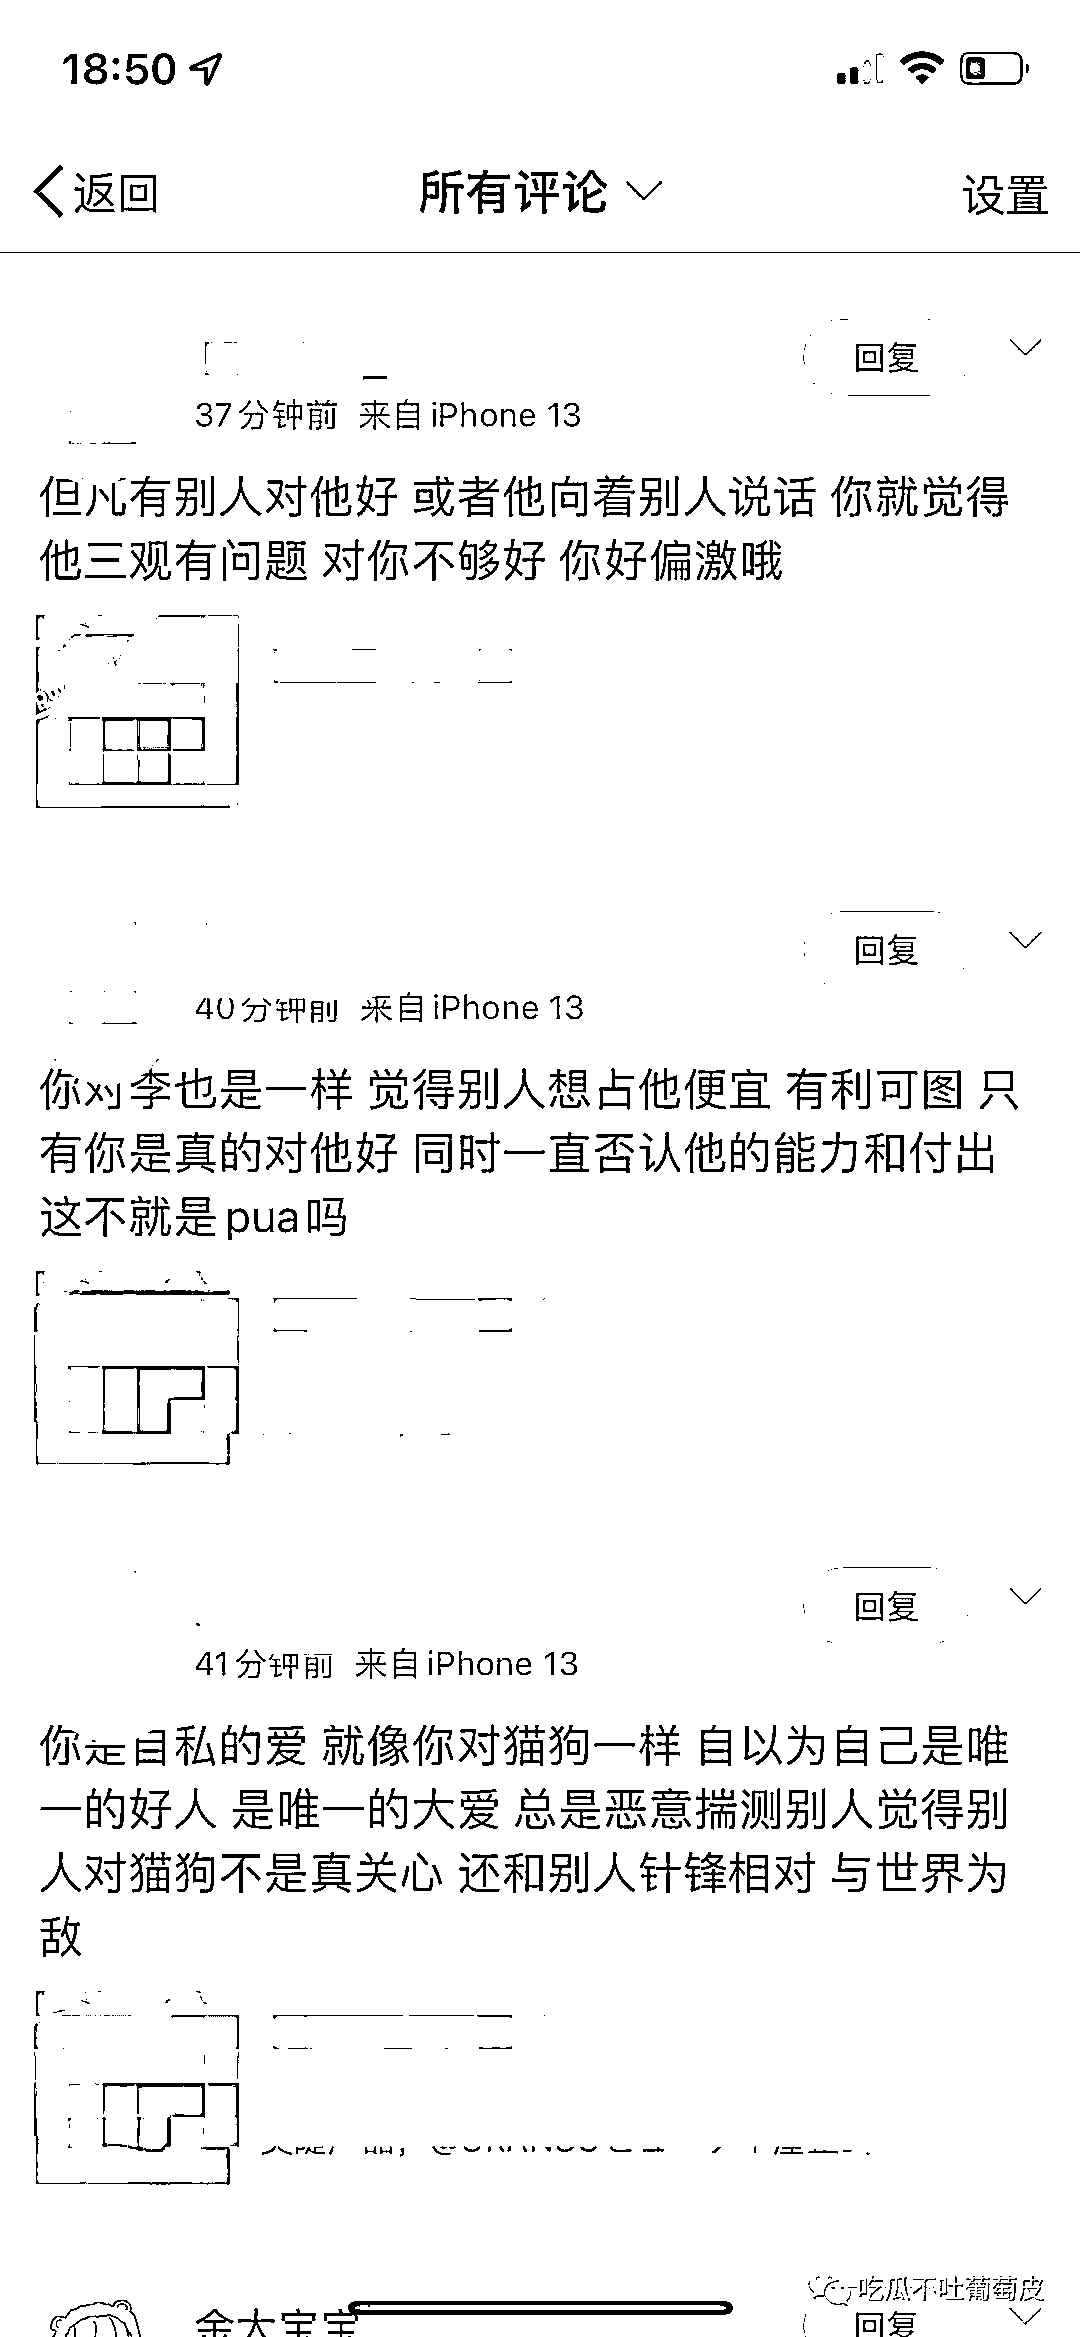 18:50
返回 所有评论 设置
回复
37分钟前 来自 iPhone 13
但凡有别人对他好 或者他向着别人说话 你就觉得
他三观有问题 对你不够好 你好偏激哦
回复
40分钟前 来自 iPhone 13
你对李也是一样 觉得别人想占他便宜 有利可图 只
有你是真的对他好 同时一直否认他的能力和付出
这不就是pua吗
回复
41分钟前 来自 iPhone 13
你是自私的爱 就像你对猫狗一样 自以为自己是唯
一的好人 是唯一的大爱 总是恶意揣测别人觉得别
人对猫狗不是真关心 还和别人针锋相对 与世界为
敌
吃瓜不吐葡萄皮
金大宝宝 回复